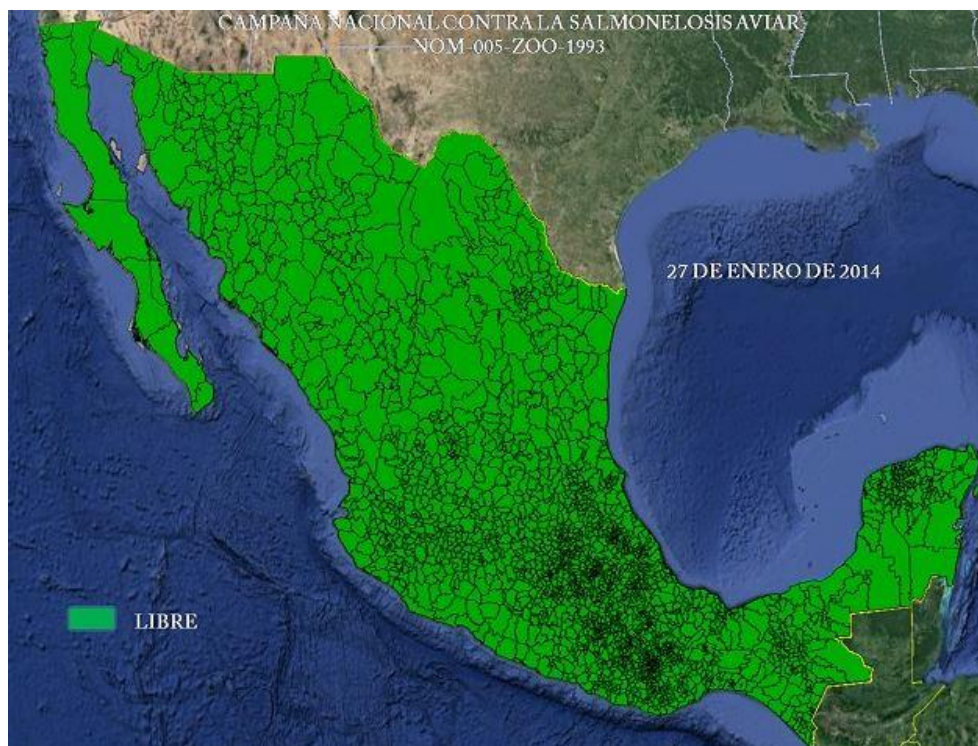 CAMPAÑA NACIONAL CONTRA LA SALMONELOSIS AVIAR
NOM-005-ZOO-1993
27 DE ENERO DE 2014
LIBRE